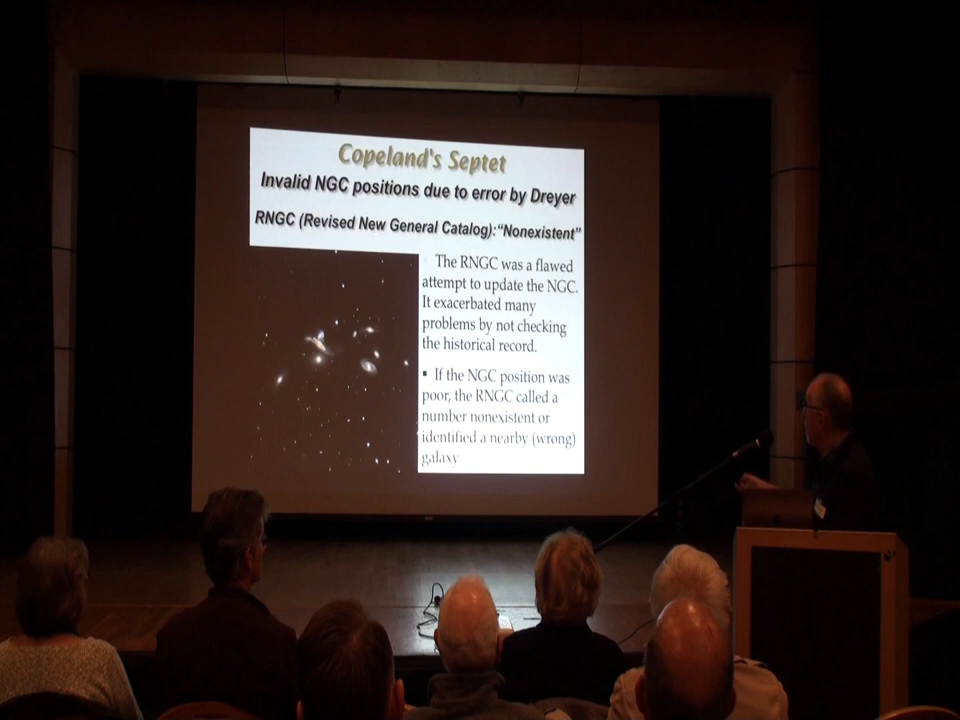 Copeland's Septet
Invalid NGC positions due to error by Dreyer
RNGC (Revised New General Catalog):"Nonexistent"
The RNGC was a flawed
attempt to update the NGC.
It exacerbated many
problems by not checking
the historical record.
▪ If the NGC position was
poor, the RNGC called a
number nonexistent or
identified a nearby (wrong)
galaxy